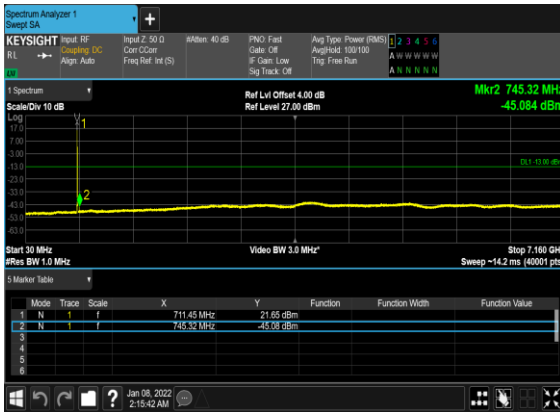 Spectrum Analyzer 1
Swept SA
+
KEYSIGHT Input: RF Input Z: 50 Ω #Atten: 40 dB PNO: Fast Avg Type: Power (RMS) 1 2 3 4 5 6
RL Coupling: DC Corr CCorr Gate: Off Avg|Hold: 100/100 A W W W W W
Align: Auto Freq Ref: Int (S) IF Gain: Low Trig: Free Run
Sig Track: Off A N N N N N
1 Spectrum
Ref Lvl Offset 4.00 dB Mkr2 745.32 MHz
Scale/Div 10 dB Ref Level 27.00 dBm -45.084 dBm
Log
17.0 1
7.00
-3.00
-13.0 DL1 -13.00 dBm
-23.0
-33.0 2
-43.0
-53.0
-63.0
Start 30 MHz Video BW 3.0 MHz* Stop 7.160 GH
#Res BW 1.0 MHz Sweep ~14.2 ms (40001 pts
5 Marker Table
Mode Trace Scale X Y Function Function Width Function Value
1 N 1 f 711.45 MHz 21.65 dBm
2 N 1 f 745.32 MHz -45.08 dBm
3
4
5
6
? Jan 08, 2022
2:15:42 AM